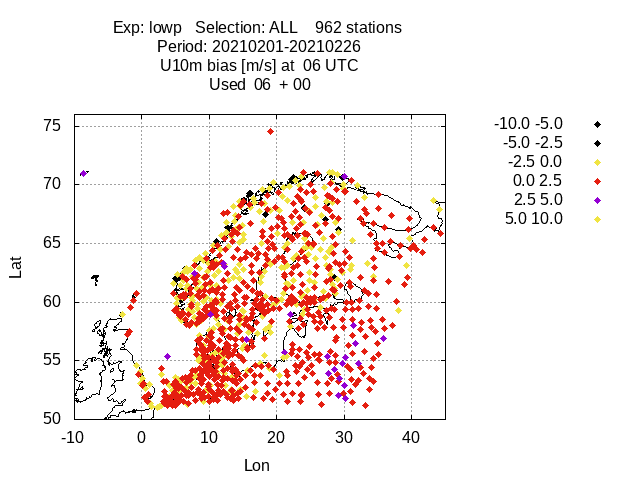 Exp: lowp Selection: ALL 962 stations
Period: 20210201-20210226
U10m bias [m/s] at 06 UTC
Used 06 + 00
-10.0 -5.0
-5.0 -2.5
-2.5 0.0
0.0 2.5
2.5 5.0
5.0 10.0
75
70
65
60
55
50
Lat
-10 0 10 20 30 40
Lon